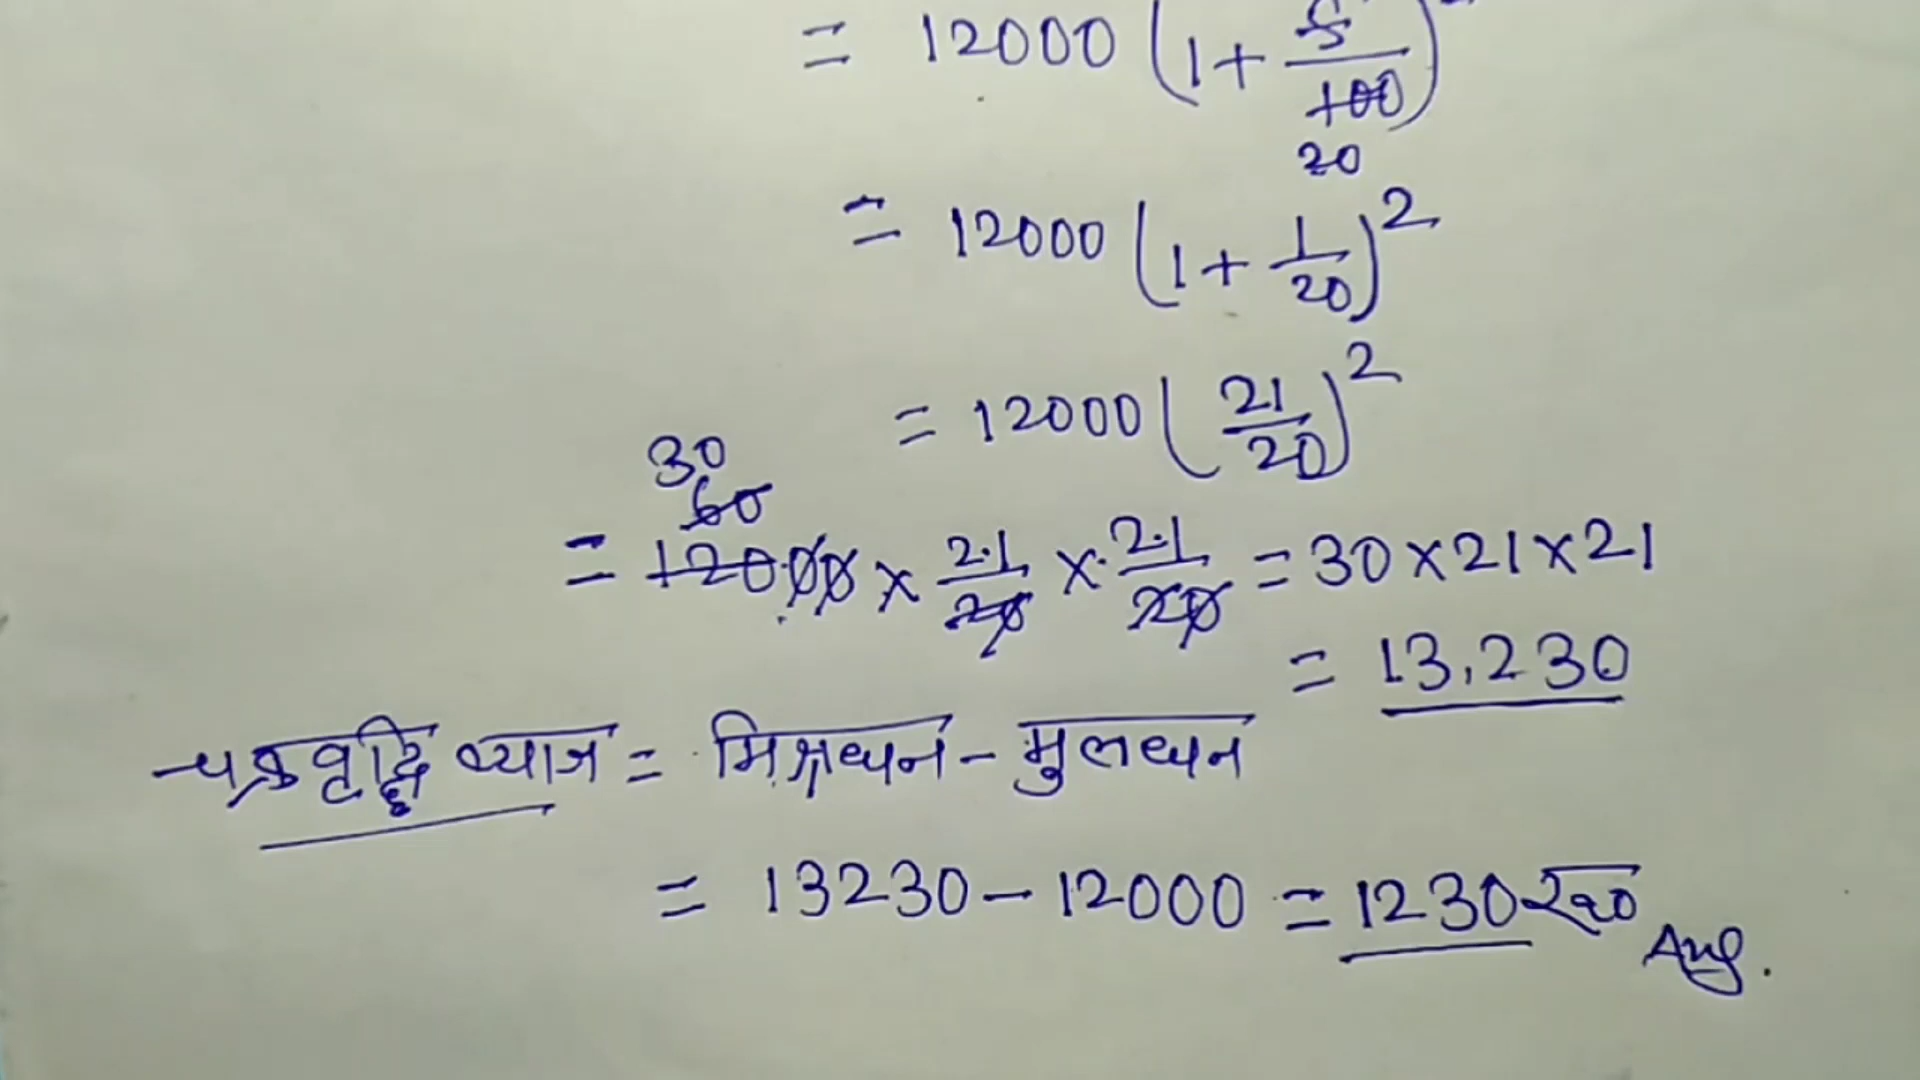 = 12000 (1 + 5/100)^2
20
= 12000 (1 + 1/20)^2
= 12000 (21/20)^2
30
60
= 12000 × 21/20 × 21/20 = 30 × 21 × 21
= 13,230
चक्रवृद्धि ब्याज = मिश्रधन - मुलधन
= 13230 - 12000 = 1230 रू० Ans.